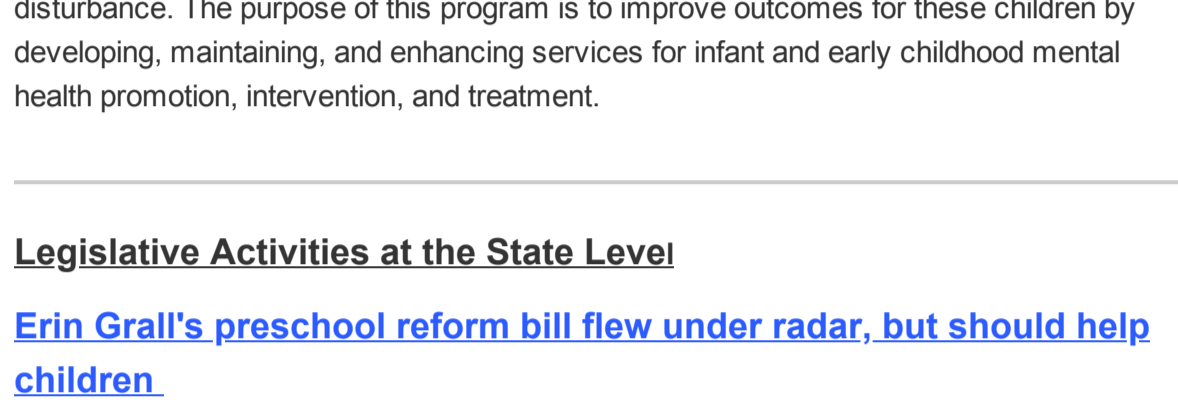 disturbance. The purpose of this program is to improve outcomes for these children by
developing, maintaining, and enhancing services for infant and early childhood mental
health promotion, intervention, and treatment.
Legislative Activities at the State Level
Erin Grall's preschool reform bill flew under radar, but should help
children